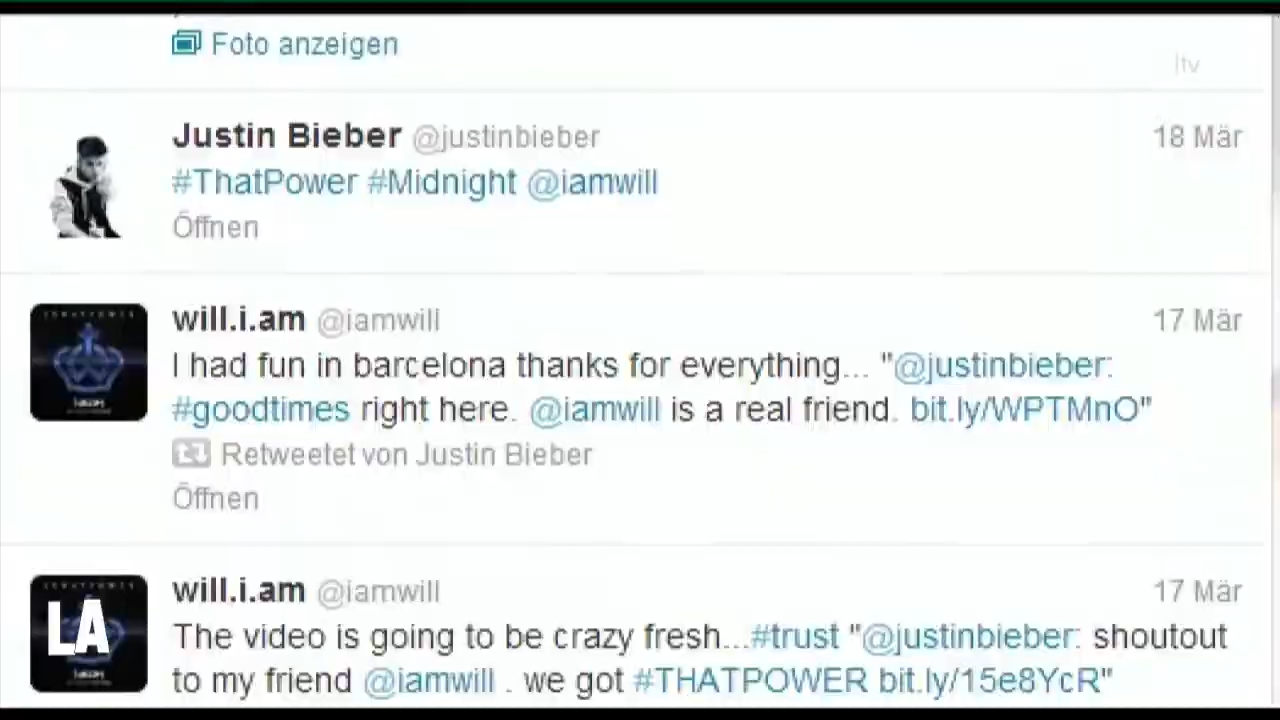 Foto anzeigen
ltv
Justin Bieber @justinbieber 18 Mär
#ThatPower #Midnight @iamwill
Öffnen
will.i.am @iamwill 17 Mär
I had fun in barcelona thanks for everything... "@justinbieber:
#goodtimes right here. @iamwill is a real friend. bit.ly/WPTMnO"
Retweetet von Justin Bieber
Öffnen
will.i.am @iamwill 17 Mär
LA
The video is going to be crazy fresh...#trust "@justinbieber: shoutout
to my friend @iamwill . we got #THATPOWER bit.ly/15e8YcR"